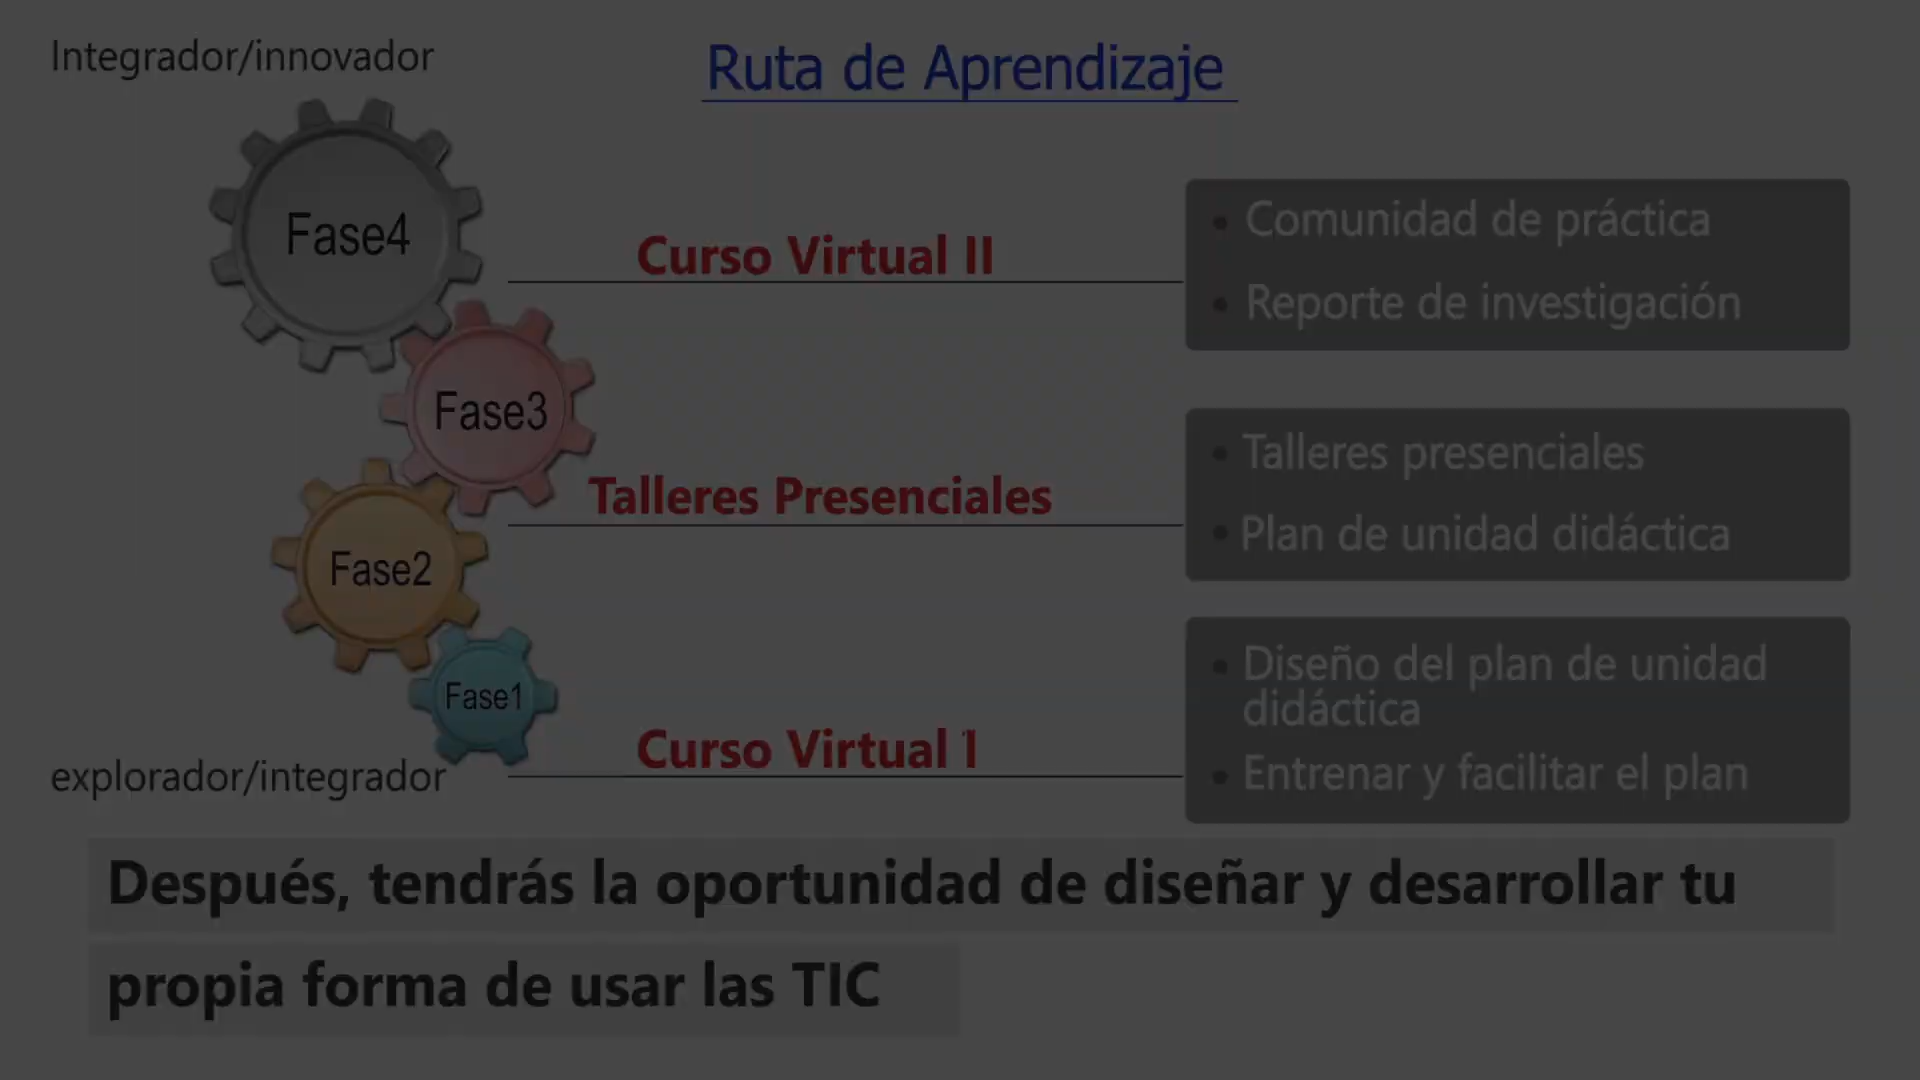 Integrador/innovador
Ruta de Aprendizaje
Fase4
Curso Virtual II
• Comunidad de práctica
• Reporte de investigación
Fase3
Talleres Presenciales
• Talleres presenciales
• Plan de unidad didáctica
Fase2
Fase1
Curso Virtual 1
• Diseño del plan de unidad
didáctica
• Entrenar y facilitar el plan
explorador/integrador
Después, tendrás la oportunidad de diseñar y desarrollar tu
propia forma de usar las TIC